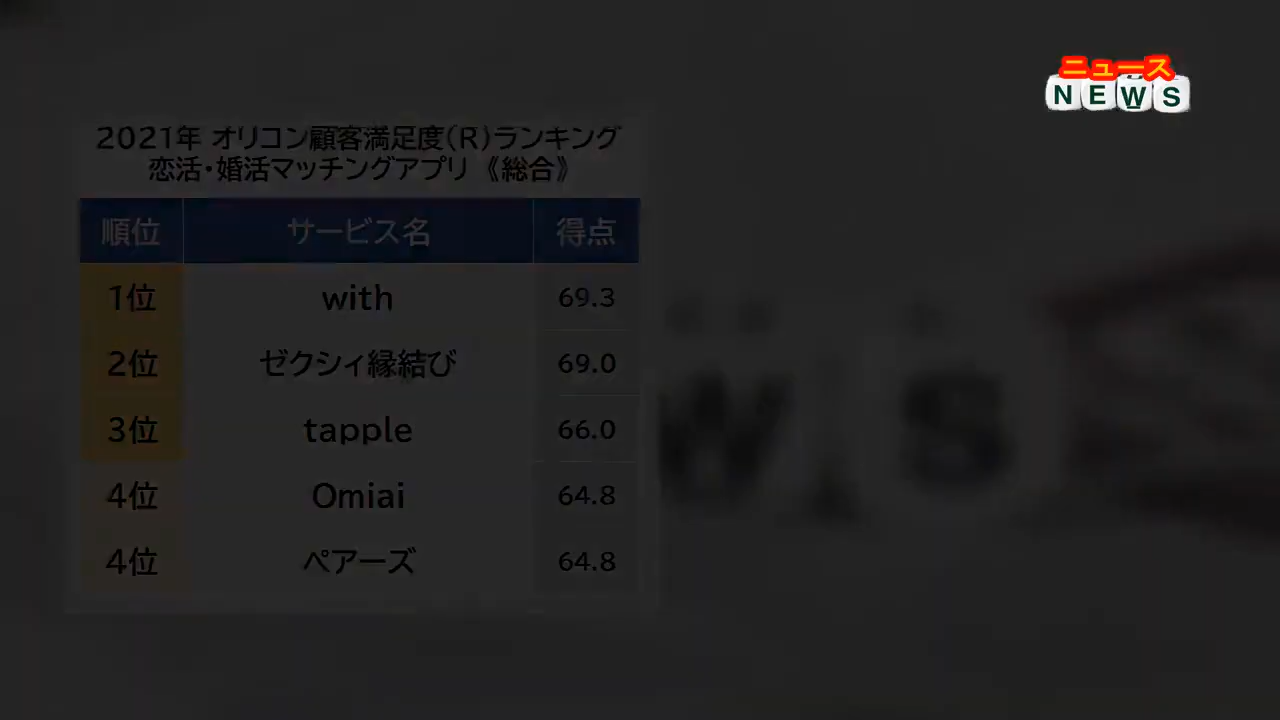 ニュース
NEWS
2021年 オリコン顧客満足度(R)ランキング
恋活・婚活マッチングアプリ 《総合》
順位 サービス名 得点
1位 with 69.3
2位 ゼクシィ縁結び 69.0
3位 tapple 66.0
4位 Omiai 64.8
4位 ペアーズ 64.8
W S